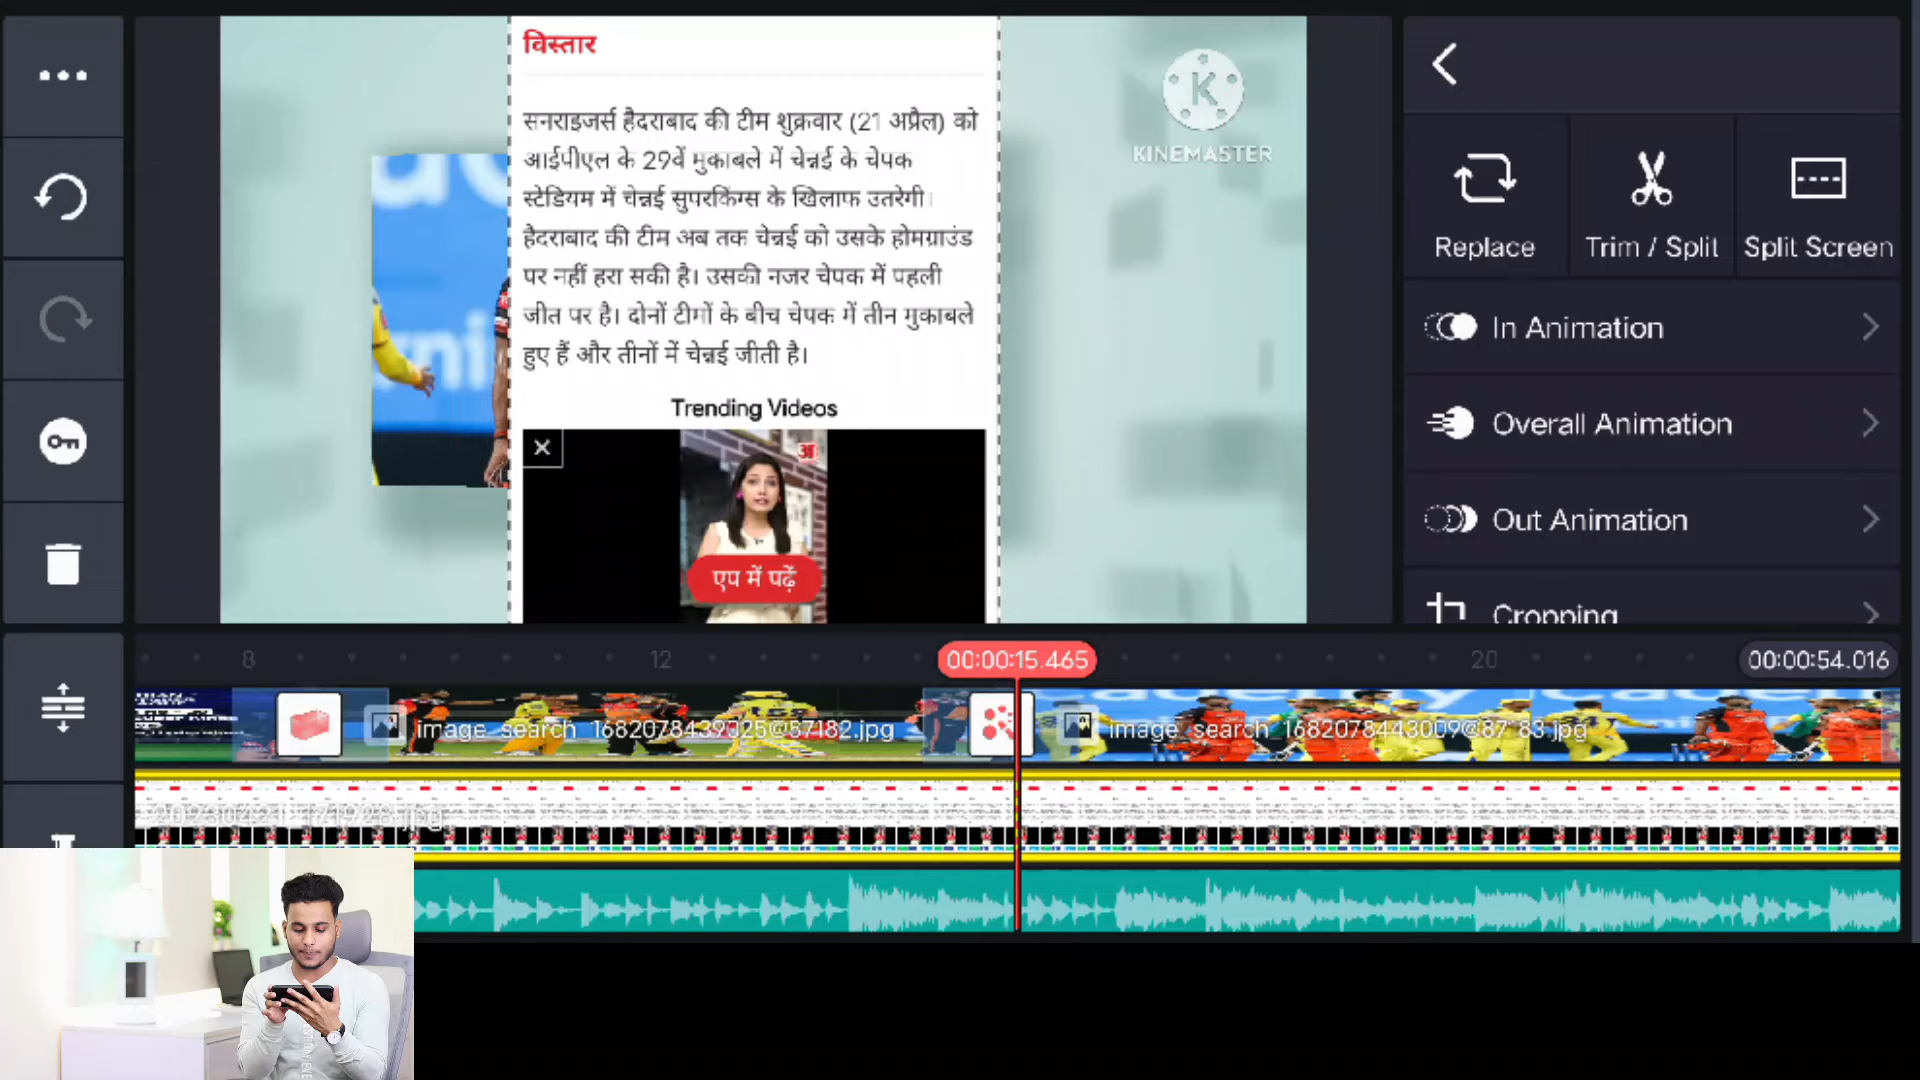 विस्तार
सनराइजर्स हैदराबाद की टीम शुक्रवार (21 अप्रैल) को
आईपीएल के 29वें मुकाबले में चेन्नई के चेपक
स्टेडियम में चेन्नई सुपरकिंग्स के खिलाफ उतरेगी।
हैदराबाद की टीम अब तक चेन्नई को उसके होमग्राउंड
पर नहीं हरा सकी है। उसकी नजर चेपक में पहली
जीत पर है। दोनों टीमों के बीच चेपक में तीन मुकाबले
हुए हैं और तीनों में चेन्नई जीती है।
Trending Videos
अ
एप में पढ़ें
K
KINEMASTER
Replace
Trim / Split
Split Screen
In Animation
Overall Animation
Out Animation
Cropping
8
12
00:00:15.465
20
00:00:54.016
image_search_1682078439025@87182.jpg
image_search_1682078443009@87 83.jpg